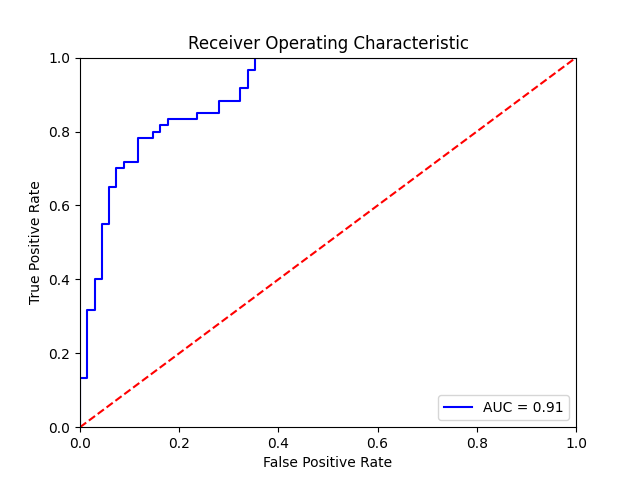 Receiver Operating Characteristic
1.0
0.8
0.6
0.4
0.2
0.0
True Positive Rate
AUC = 0.91
0.0 0.2 0.4 0.6 0.8 1.0
False Positive Rate